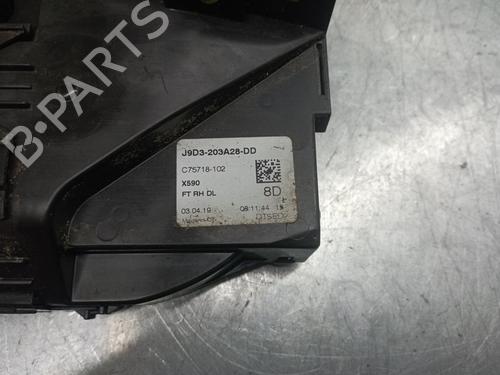 J9D3-203A28-DD
C75718-102
X590
FT RH DL
8D
03.04.19 08:11:44
B-PARTS